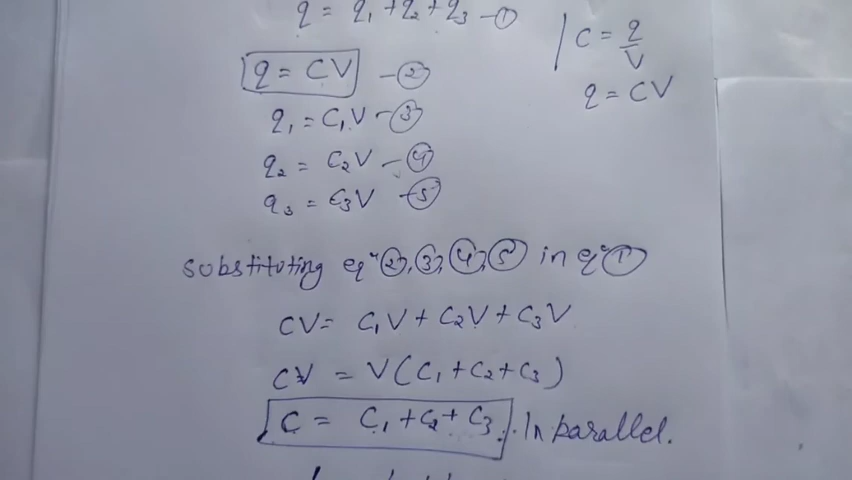 q = q₁ + q₂ + q₃ —①
C = q/V
q = CV —②
q = CV
q₁ = C₁V —③
q₂ = C₂V —④
q₃ = C₃V —⑤
substituting eqⁿ ②, ③, ④, ⑤ in eqⁿ ①
CV = C₁V + C₂V + C₃V
CV = V(C₁ + C₂ + C₃)
C = C₁ + C₂ + C₃. In parallel.